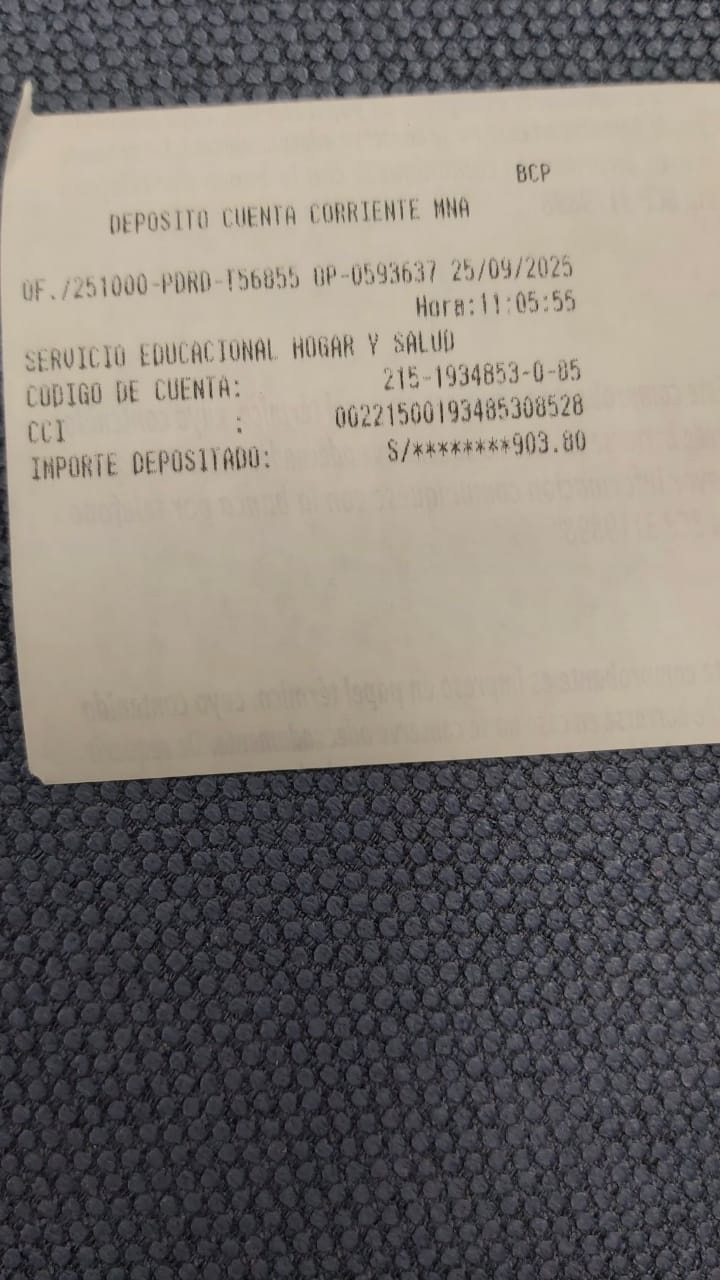 BCP
DEPOSITO CUENTA CORRIENTE MNA
OF./251000-PDRD-T56855 OP-0593637 25/09/2025
Hora:11:05:55
SERVICIO EDUCACIONAL HOGAR Y SALUD
CODIGO DE CUENTA: 215-1934853-0-85
CCI : 00221500193485308528
IMPORTE DEPOSITADO: S/********903.80